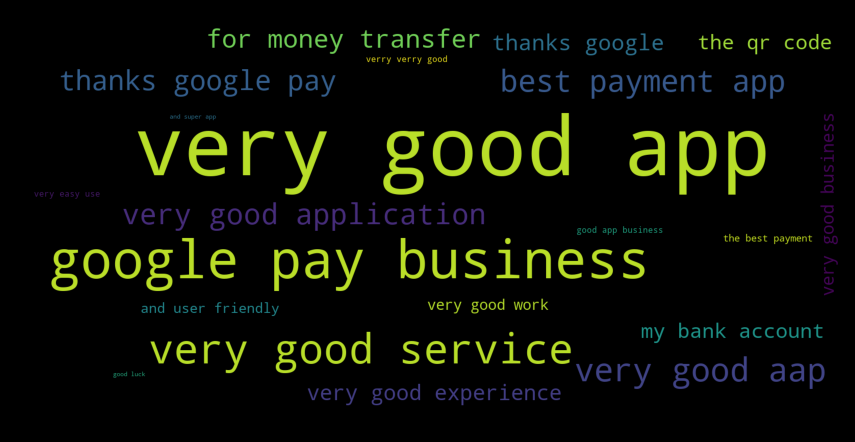 for money transfer
thanks google
the qr code
verry verry good
thanks google pay
best payment app
and super app
very good app
very good business
very easy use
very good application
good app business
the best payment
google pay business
and user friendly
very good work
my bank account
very good service
very good aap
good luck
very good experience